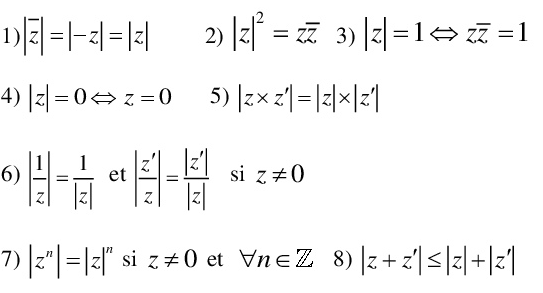 1) |z̅| = |−z| = |z| 2) |z|² = zz̅ 3) |z| = 1 ⇔ zz̅ = 1
4) |z| = 0 ⇔ z = 0 5) |z × z′| = |z| × |z′|
6) |1/z| = 1/|z| et |z′/z| = |z′|/|z| si z ≠ 0
7) |zⁿ| = |z|ⁿ si z ≠ 0 et ∀n ∈ ℤ 8) |z + z′| ≤ |z| + |z′|